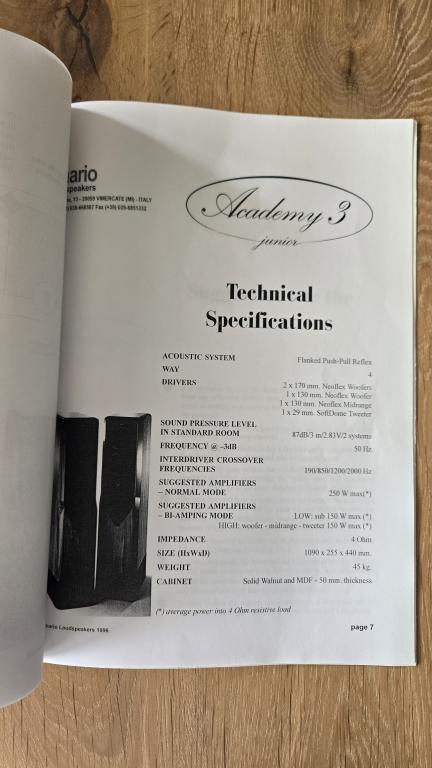 ario
speakers
13 - 20059 VIMERCATE (MI) - ITALY
Fax (+39) 039-6851332
Academy 3
junior
Technical
Specifications
ACOUSTIC SYSTEM Flanked Push-Pull Reflex
WAY 4
DRIVERS 2 x 170 mm. Neoflex Woofers
1 x 130 mm. Neoflex Woofer
1 x 130 mm. Neoflex Midrange
1 x 29 mm. SoftDome Tweeter
SOUND PRESSURE LEVEL
IN STANDARD ROOM 87dB/3 m/2.83V/2 systems
FREQUENCY @ –3dB 50 Hz
INTERDRIVER CROSSOVER
FREQUENCIES 190/850/1200/2000 Hz
SUGGESTED AMPLIFIERS
– NORMAL MODE 250 W max(*)
SUGGESTED AMPLIFIERS
– BI-AMPING MODE LOW: sub 150 W max (*)
HIGH: woofer - midrange - tweeter 150 W max (*)
IMPEDANCE 4 Ohm
SIZE (HxWxD) 1090 x 255 x 440 mm.
WEIGHT 45 kg.
CABINET Solid Walnut and MDF - 50 mm. thickness
(*) average power into 4 Ohm resistive load
ario Loudspeakers 1996 page 7